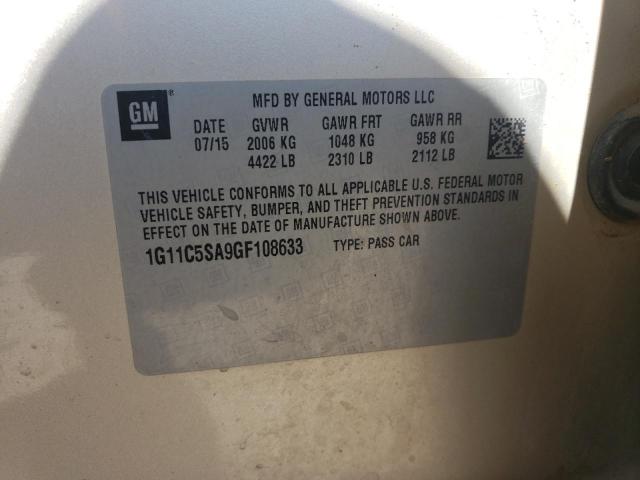 GM ®
MFD BY GENERAL MOTORS LLC
DATE GVWR GAWR FRT GAWR RR
07/15 2006 KG 1048 KG 958 KG
4422 LB 2310 LB 2112 LB
THIS VEHICLE CONFORMS TO ALL APPLICABLE U.S. FEDERAL MOTOR
VEHICLE SAFETY, BUMPER, AND THEFT PREVENTION STANDARDS IN
EFFECT ON THE DATE OF MANUFACTURE SHOWN ABOVE.
1G11C5SA9GF108633 TYPE: PASS CAR